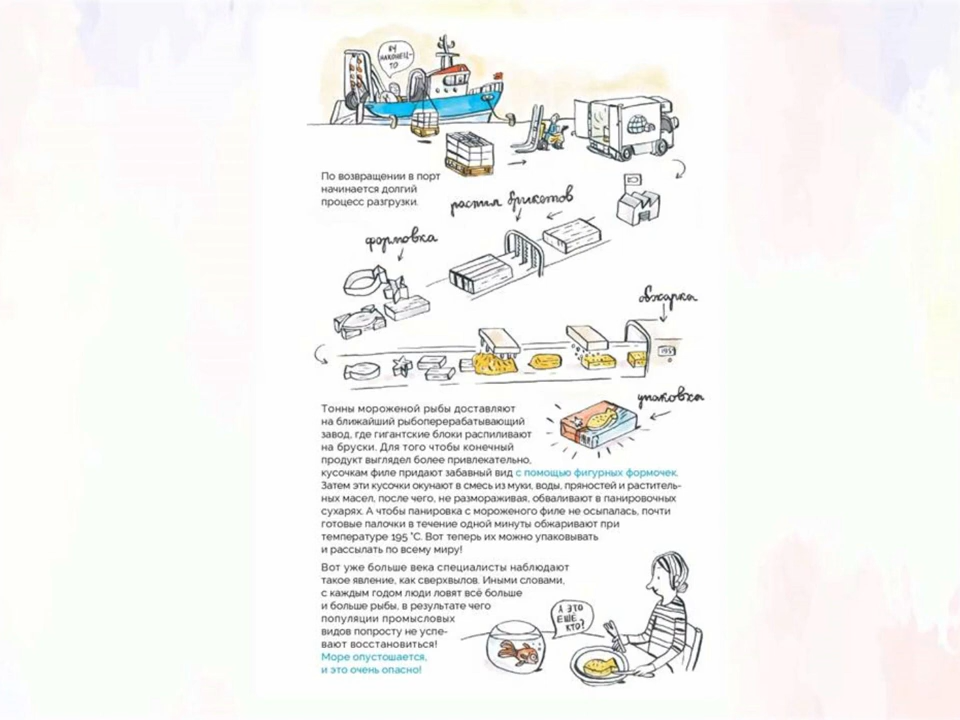 НУ
НАКОНЕЦ-
ТО
По возвращении в порт
начинается долгий
процесс разгрузки.
распил брикетов
формовка
обжарка
195°
упаковка
Тонны мороженой рыбы доставляют
на ближайший рыбоперерабатывающий
завод, где гигантские блоки распиливают
на бруски. Для того чтобы конечный
продукт выглядел более привлекательно,
кусочкам филе придают забавный вид с помощью фигурных формочек.
Затем эти кусочки окунают в смесь из муки, воды, пряностей и раститель-
ных масел, после чего, не размораживая, обваливают в панировочных
сухарях. А чтобы панировка с мороженого филе не осыпалась, почти
готовые палочки в течение одной минуты обжаривают при
температуре 195 °С. Вот теперь их можно упаковывать
и рассылать по всему миру!
Вот уже больше века специалисты наблюдают
такое явление, как сверхвылов. Иными словами,
с каждым годом люди ловят всё больше
и больше рыбы, в результате чего
популяции промысловых
видов попросту не успе-
вают восстановиться!
Море опустошается,
и это очень опасно!
А ЭТО
ЕЩЕ
КТО?